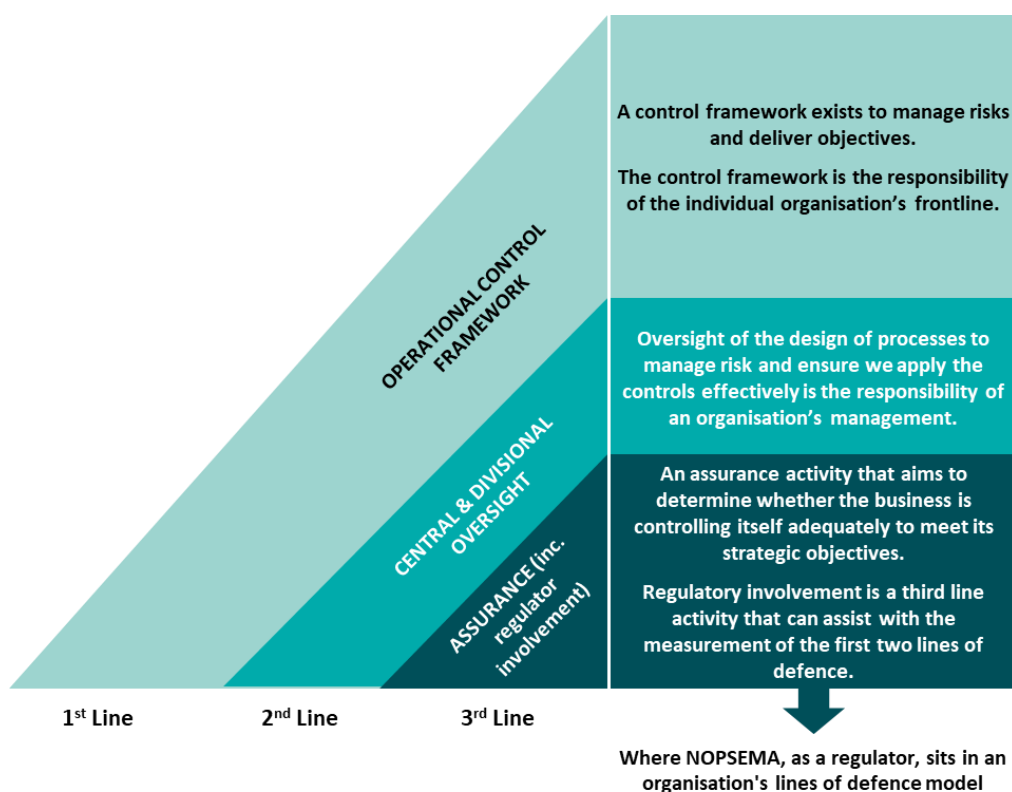 OPERATIONAL CONTROL
FRAMEWORK
A control framework exists to manage risks
and deliver objectives.
The control framework is the responsibility
of the individual organisation’s frontline.
CENTRAL & DIVISIONAL
OVERSIGHT
Oversight of the design of processes to
manage risk and ensure we apply the
controls effectively is the responsibility of
an organisation’s management.
ASSURANCE (inc.
regulator
involvement)
An assurance activity that aims to
determine whether the business is
controlling itself adequately to meet its
strategic objectives.
Regulatory involvement is a third line
activity that can assist with the
measurement of the first two lines of
defence.
1st Line
2nd Line
3rd Line
Where NOPSEMA, as a regulator, sits in an
organisation's lines of defence model